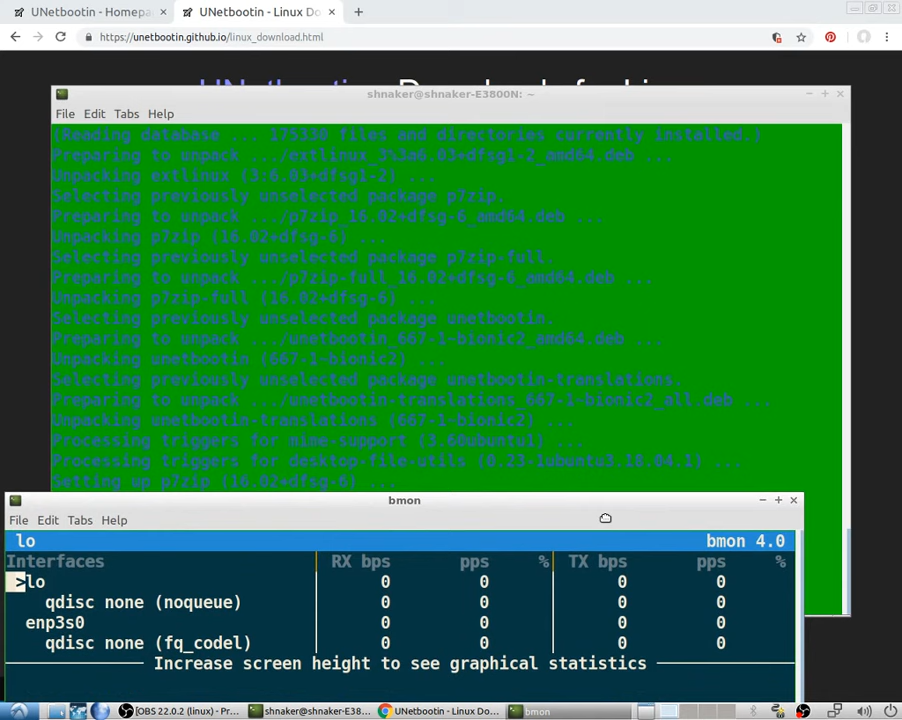 UNetbootin - Homepa
UNetbootin - Linux Do
https://unetbootin.github.io/linux_download.html
shnaker@shnaker-E3800N: ~
File Edit Tabs Help
(Reading database ... 175330 files and directories currently installed.)
Preparing to unpack .../extlinux_3%3a6.03+dfsg1-2_amd64.deb ...
Unpacking extlinux (3:6.03+dfsg1-2) ...
Selecting previously unselected package p7zip.
Preparing to unpack .../p7zip_16.02+dfsg-6_amd64.deb ...
Unpacking p7zip (16.02+dfsg-6) ...
Selecting previously unselected package p7zip-full.
Preparing to unpack .../p7zip-full_16.02+dfsg-6_amd64.deb ...
Unpacking p7zip-full (16.02+dfsg-6) ...
Selecting previously unselected package unetbootin.
Preparing to unpack .../unetbootin_667-1-bionic2_amd64.deb ...
Unpacking unetbootin (667-1-bionic2) ...
Selecting previously unselected package unetbootin-translations.
Preparing to unpack .../unetbootin-translations_667-1-bionic2_all.deb ...
Unpacking unetbootin-translations (667-1-bionic2) ...
Processing triggers for mime-support (3.60ubuntu1) ...
Processing triggers for desktop-file-utils (0.23-1ubuntu3.18.04.1) ...
Setting up p7zip (16.02+dfsg-6) ...
bmon
File Edit Tabs Help
lo bmon 4.0
Interfaces RX bps pps % TX bps pps %
>lo 0 0 0 0
qdisc none (noqueue) 0 0 0 0
enp3s0 0 0 0 0
qdisc none (fq_codel) 0 0 0 0
Increase screen height to see graphical statistics
[OBS 22.0.2 (linux) - Pr...
shnaker@shnaker-E38...
UNetbootin - Linux Do...
bmon